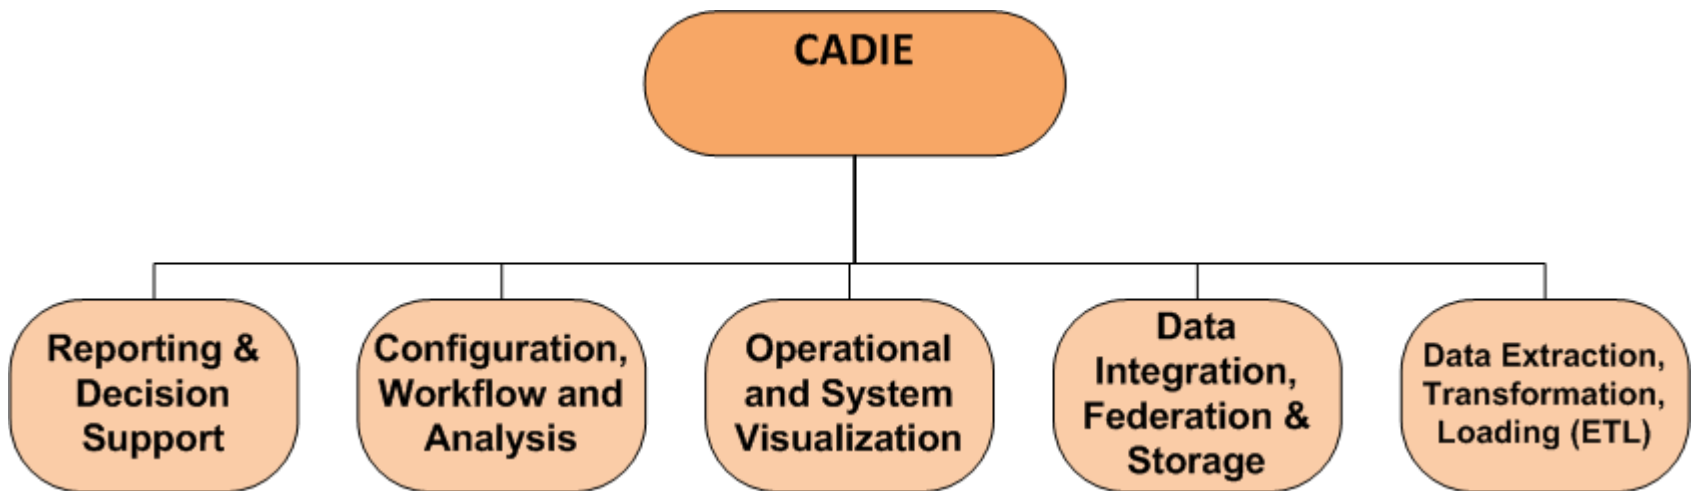 CADIE
Reporting &
Decision
Support
Configuration,
Workflow and
Analysis
Operational
and System
Visualization
Data
Integration,
Federation &
Storage
Data Extraction,
Transformation,
Loading (ETL)